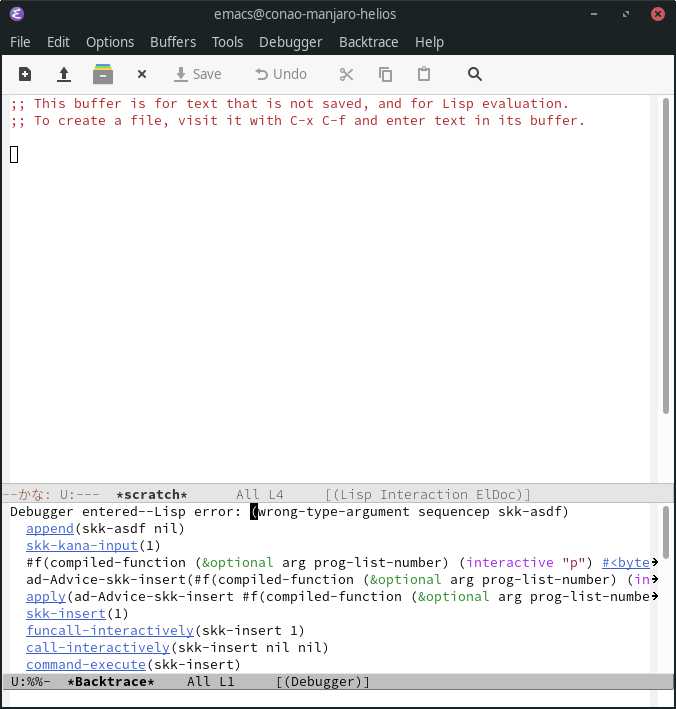 emacs@conao-manjaro-helios
File Edit Options Buffers Tools Debugger Backtrace Help
Save Undo
;; This buffer is for text that is not saved, and for Lisp evaluation.
;; To create a file, visit it with C-x C-f and enter text in its buffer.
--かな: U:--- *scratch* All L4 [(Lisp Interaction ElDoc)]
Debugger entered--Lisp error: (wrong-type-argument sequencep skk-asdf)
append(skk-asdf nil)
skk-kana-input(1)
#f(compiled-function (&optional arg prog-list-number) (interactive "p") #<byte
ad-Advice-skk-insert(#f(compiled-function (&optional arg prog-list-number) (in
apply(ad-Advice-skk-insert #f(compiled-function (&optional arg prog-list-numbe
skk-insert(1)
funcall-interactively(skk-insert 1)
call-interactively(skk-insert nil nil)
command-execute(skk-insert)
U:%%- *Backtrace* All L1 [(Debugger)]